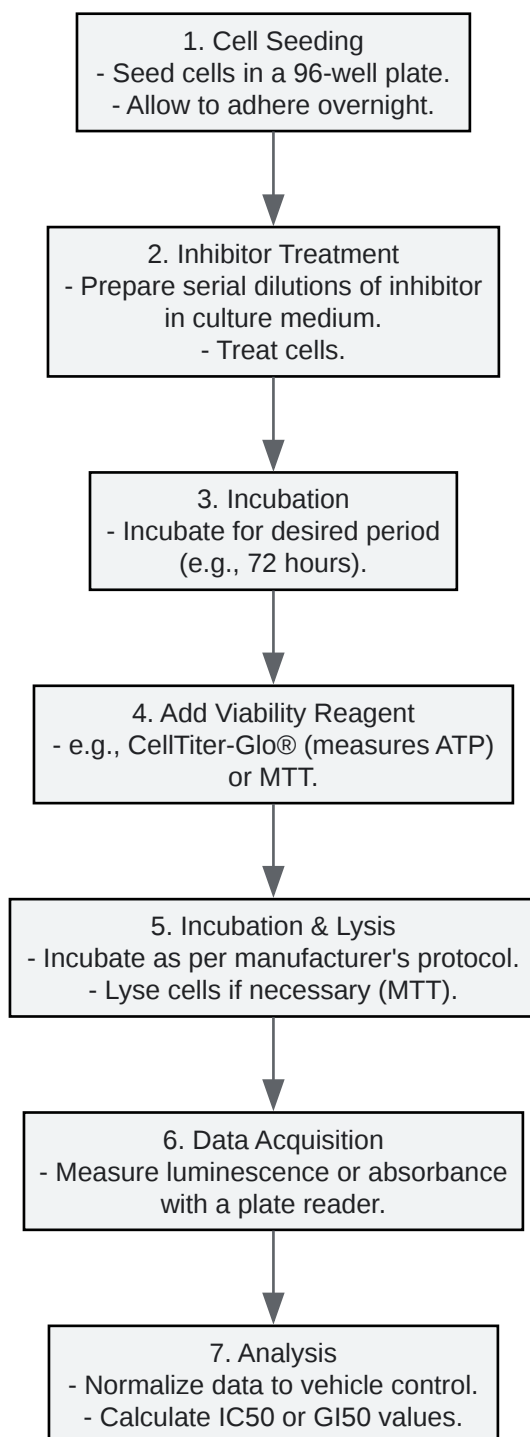 1. Cell Seeding
- Seed cells in a 96-well plate.
- Allow to adhere overnight.
2. Inhibitor Treatment
- Prepare serial dilutions of inhibitor
in culture medium.
- Treat cells.
3. Incubation
- Incubate for desired period
(e.g., 72 hours).
4. Add Viability Reagent
- e.g., CellTiter-Glo® (measures ATP)
or MTT.
5. Incubation & Lysis
- Incubate as per manufacturer's protocol.
- Lyse cells if necessary (MTT).
6. Data Acquisition
- Measure luminescence or absorbance
with a plate reader.
7. Analysis
- Normalize data to vehicle control.
- Calculate IC50 or GI50 values.